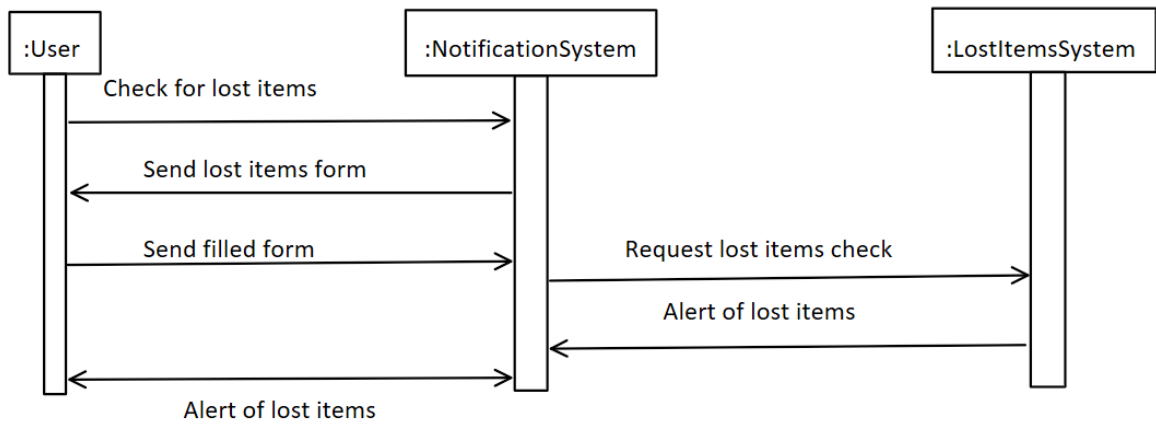 :User
:NotificationSystem
:LostItemsSystem
Check for lost items
Send lost items form
Send filled form
Request lost items check
Alert of lost items
Alert of lost items